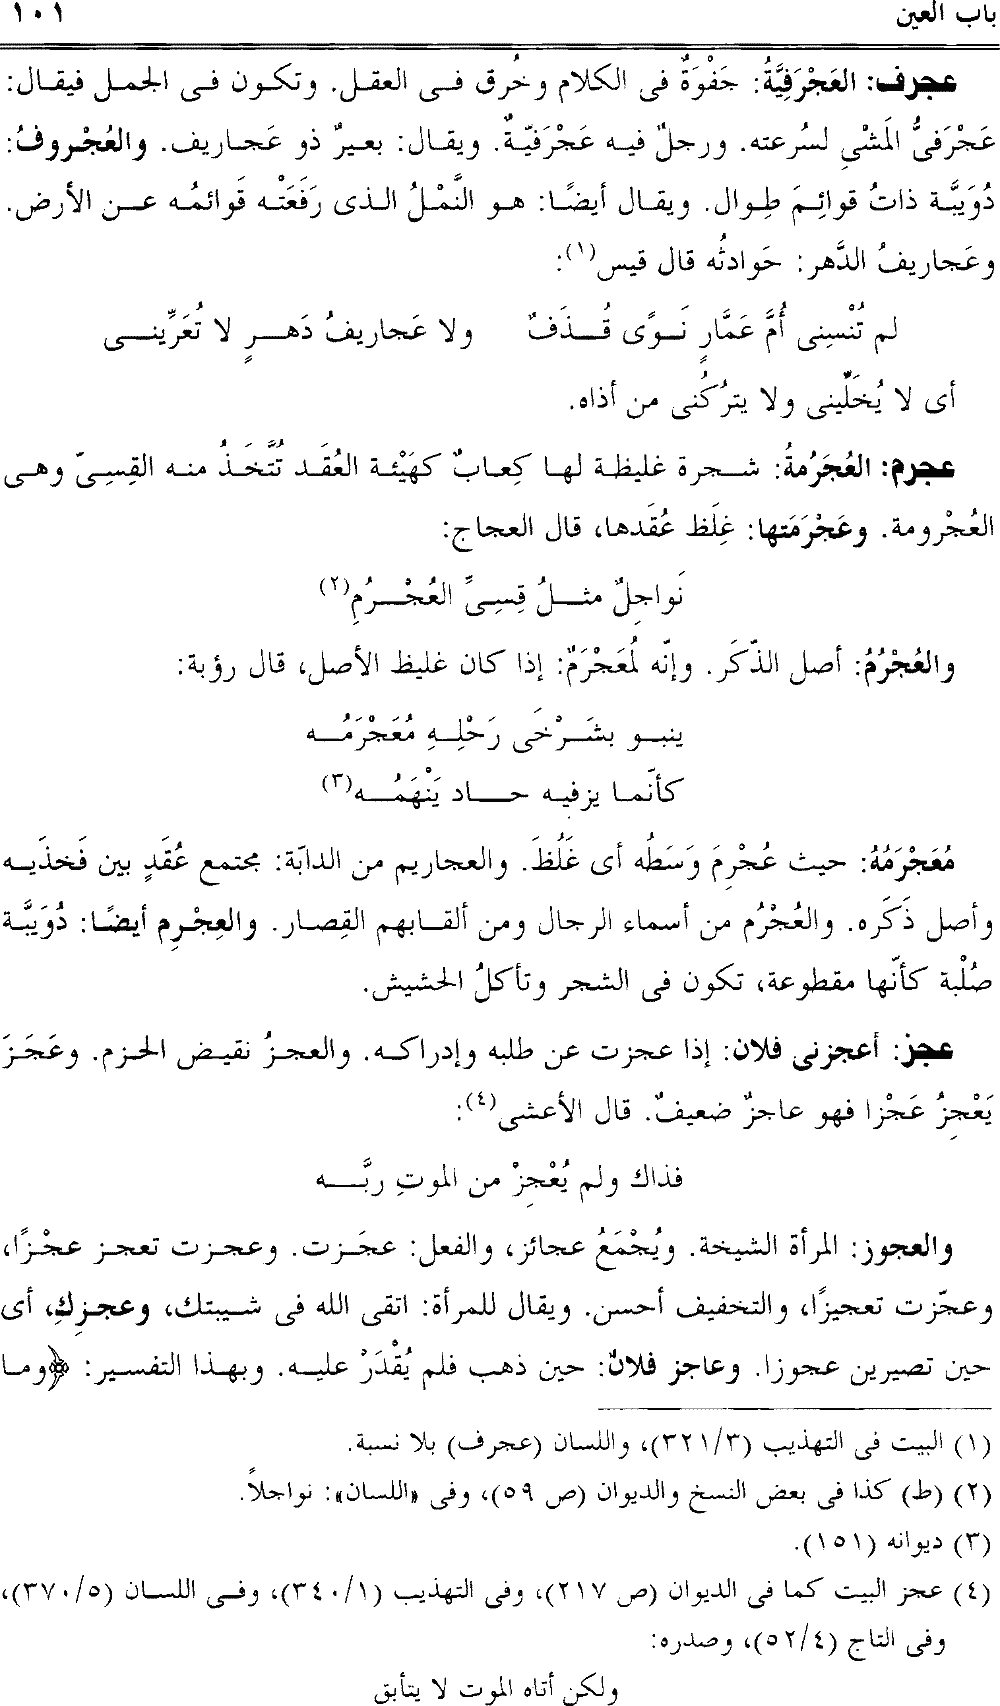 باب العين ١٠١
عجرف: العَجْرَفِيَّةُ: جَفْوَةٌ فى الكلام وخُرق فى العقل. وتكون فى الجمل فيقال:
عَجْرَفىُّ المَشْىِ لسُرعته. ورجلٌ فيه عَجْرَفيّةٌ. ويقال: بعيرٌ ذو عَجاريف. والعُجْروفُ:
دُوَيبَّة ذاتُ قوائِمَ طِوال. ويقال أيضًا: هو النَّمْلُ الذى رَفَعَتْه قَوائمُه عن الأرض.
وعَجاريفُ الدَّهر: حَوادثُه قال قيس(١):
لم تُنْسِنى أُمَّ عَمَّارٍ نَوًى قُذَفٌ ولا عَجاريفُ دَهرٍ لا تُعَرِّينى
أى لا يُخَلِّينى ولا يترُكُنى من أذاه.
عجرم: العُجَرُمةُ: شجرة غليظة لها كِعابٌ كهَيْئة العُقَد تُتَّخَذُ منه القِسِىّ وهى
العُجْرومة. وعَجْرَمَتها: غِلَظ عُقَدها، قال العجاج:
نَواجِلٌ مثلُ قِسِىِّ العُجْرُمِ(٢)
والعُجْرُمُ: أصل الذّكَر. وإنّه لمُعَجْرَمٌ: إذا كان غليظ الأصل، قال رؤبة:
ينبو بشَرْخَى رَحْلِهِ مُعَجْرَمُه
كأنّما يزفيه حاد يَنْهَمُه(٣)
مُعَجْرَمُهُ: حيث عُجْرِمَ وَسَطُه أى غَلُظَ. والعجاريم من الدابّة: مجتمع عُقَدٍ بين فَخذَيه
وأصل ذَكَره. والعُجْرُم من أسماء الرجال ومن ألقابهم القِصار. والعِجْرِم أيضًا: دُوَيَّبة
صُلْبة كأنّها مقطوعة، تكون فى الشجر وتأكلُ الحشيش.
عجز: أعجزنى فلان: إذا عجزت عن طلبه وإدراكه. والعجزُ نقيض الحزم. وعَجَزَ
يَعْجِزُ عَجْزا فهو عاجزٌ ضعيفٌ. قال الأعشى(٤):
فذاك ولم يُعْجِزْ من الموتِ ربَّه
والعجوز: المرأة الشيخة. ويُجْمَعُ عجائز، والفعل: عجَزت. وعجزت تعجز عجْزًا،
وعجّزت تعجيزًا، والتخفيف أحسن. ويقال للمرأة: اتقى الله فى شيبتك، وعجزِكِ، أى
حين تصيرين عجوزا. وعاجز فلانٌ: حين ذهب فلم يُقْدَرْ عليه. وبهذا التفسير: ﴿وما
(١) البيت فى التهذيب (٣٢١/٣)، واللسان (عجرف) بلا نسبة.
(٢) (ط) كذا فى بعض النسخ والديوان (ص ٥٩)، وفى «اللسان»: نواجلاً.
(٣) ديوانه (١٥١).
(٤) عجز البيت كما فى الديوان (ص ٢١٧)، وفى التهذيب (٣٤٠/١)، وفى اللسان (٣٧٠/٥)،
وفى التاج (٥٢/٤)، وصدره:
ولكن أتاه الموت لا يتأبق